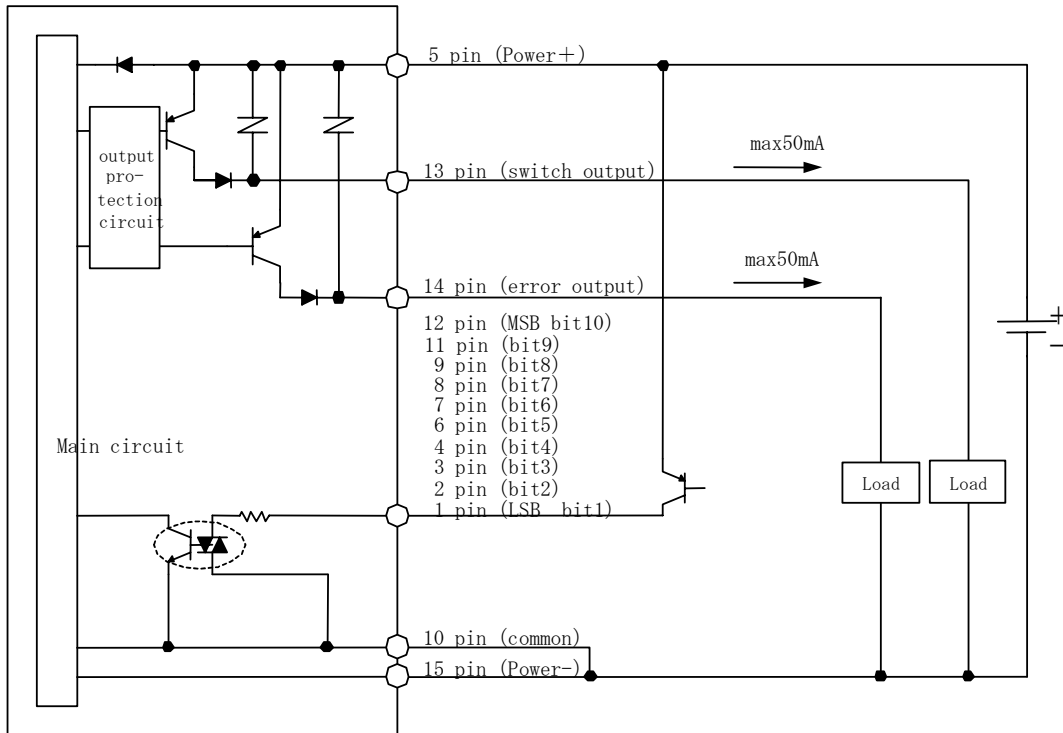 5 pin (Power＋)
max50mA
output
pro-
tection
circuit
13 pin (switch output)
max50mA
14 pin (error output)
12 pin (MSB bit10)
11 pin (bit9)
9 pin (bit8)
8 pin (bit7)
7 pin (bit6)
6 pin (bit5)
4 pin (bit4)
3 pin (bit3)
2 pin (bit2)
1 pin (LSB bit1)
+
−
Main circuit
Load
Load
10 pin (common)
15 pin (Power-)